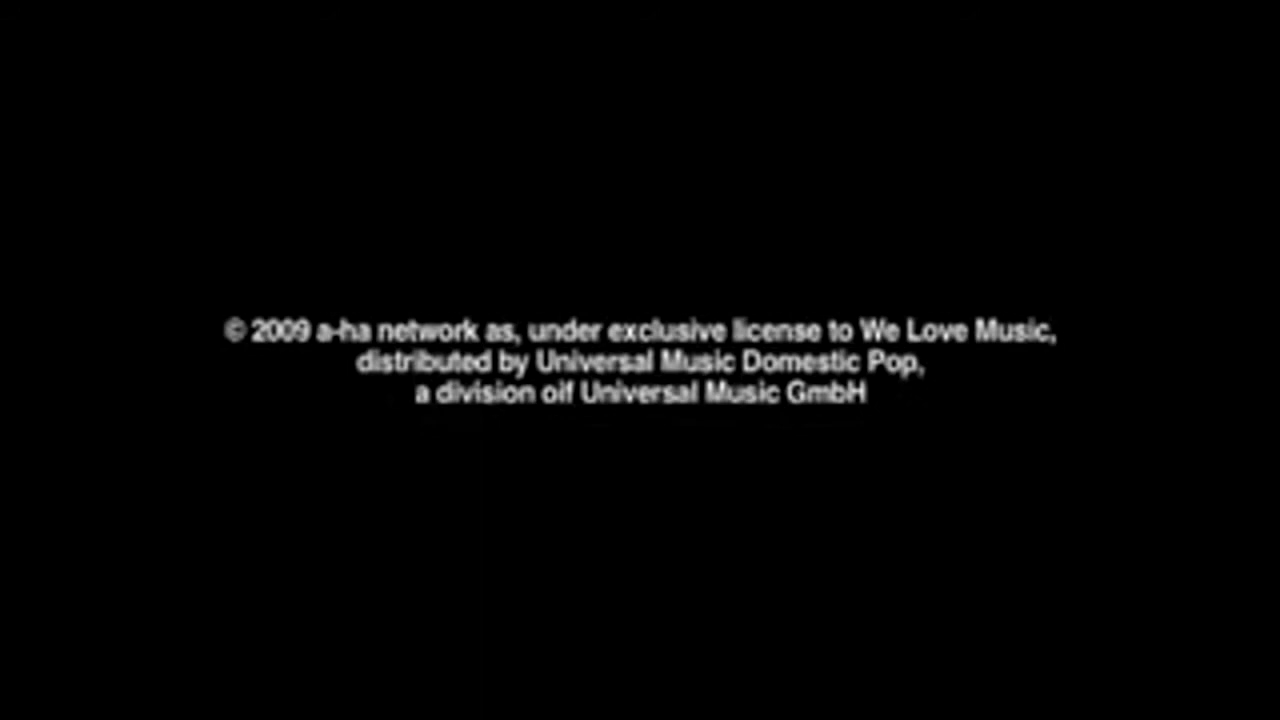 © 2009 a-ha network as, under exclusive license to We Love Music,
distributed by Universal Music Domestic Pop,
a division oif Universal Music GmbH